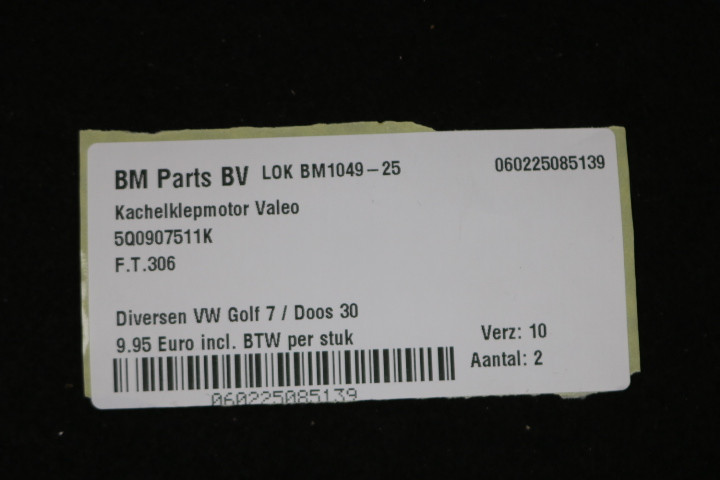 BM Parts BV LOK BM1049-25 060225085139
Kachelklepmotor Valeo
5Q0907511K
F.T.306
Diversen VW Golf 7 / Doos 30
9.95 Euro incl. BTW per stuk
Verz: 10
Aantal: 2
060225085139